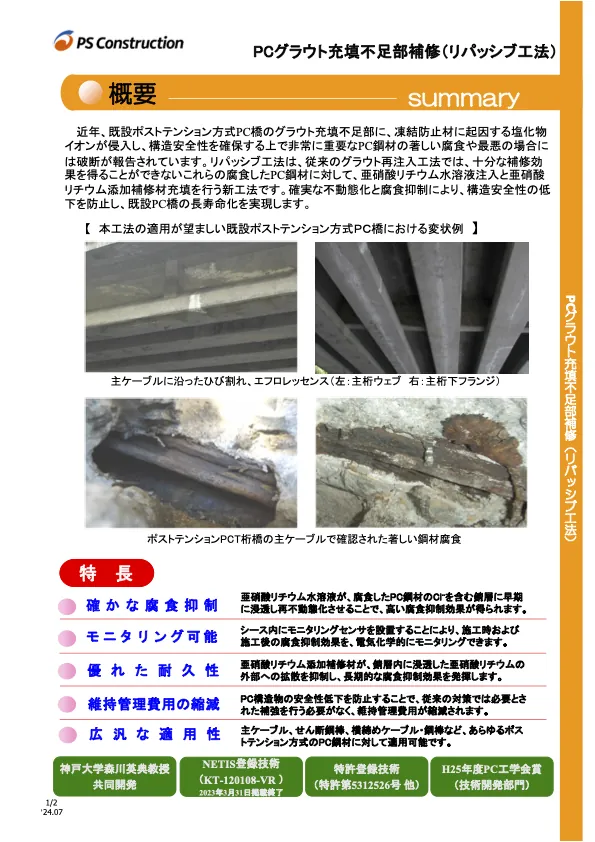 PS Construction
PCグラウト充填不足部補修（リパッシブ工法）
概要
summary
近年、既設ポストテンション方式PC橋のグラウト充填不足部に、凍結防止材に起因する塩化物
イオンが侵入し、構造安全性を確保する上で非常に重要なPC鋼材の著しい腐食や最悪の場合に
は破断が報告されています。リパッシブ工法は、従来のグラウト再注入工法では、十分な補修効
果を得ることができないこれらの腐食したPC鋼材に対して、亜硝酸リチウム水溶液注入と亜硝酸
リチウム添加補修材充填を行う新工法です。確実な不動態化と腐食抑制により、構造安全性の低
下を防止し、既設PC橋の長寿命化を実現します。
【 本工法の適用が望ましい既設ポストテンション方式PC橋における変状例 】
主ケーブルに沿ったひび割れ、エフロレッセンス（左：主桁ウェブ 右：主桁下フランジ）
ポストテンションPCT桁橋の主ケーブルで確認された著しい鋼材腐食
特 長
確かな腐食抑制
亜硝酸リチウム水溶液が、腐食したPC鋼材のCl⁻を含む錆層に早期
に浸透し再不動態化させることで、高い腐食抑制効果が得られます。
モニタリング可能
シース内にモニタリングセンサを設置することにより、施工時および
施工後の腐食抑制効果を、電気化学的にモニタリングできます。
優れた耐久性
亜硝酸リチウム添加補修材が、錆層内に浸透した亜硝酸リチウムの
外部への拡散を抑制し、長期的な腐食抑制効果を発揮します。
維持管理費用の縮減
PC構造物の安全性低下を防止することで、従来の対策では必要とさ
れた補強を行う必要がなく、維持管理費用が縮減されます。
広汎な適用性
主ケーブル、せん断鋼棒、横締めケーブル・鋼棒など、あらゆるポス
トテンション方式のPC鋼材に対して適用可能です。
神戸大学森川英典教授
共同開発
NETIS登録技術
（KT-120108-VR ）
2023年3月31日掲載終了
特許登録技術
（特許第5312526号 他）
H25年度PC工学会賞
（技術開発部門）
1/2
'24.07
PCグラウト充填不足部補修（リパッシブ工法）